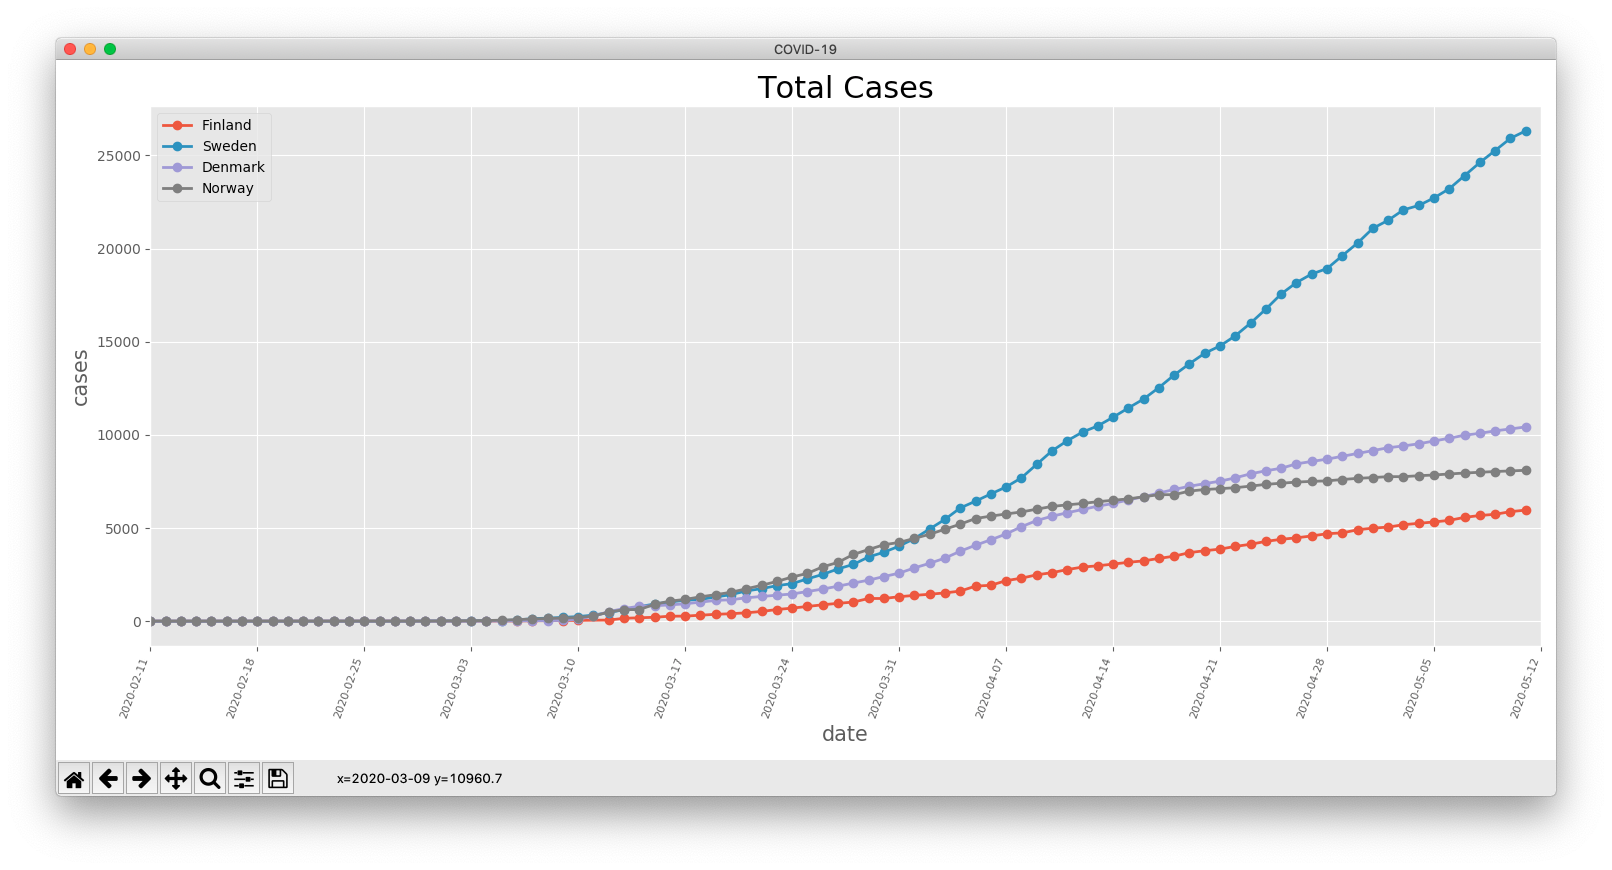 COVID-19
Total Cases
Finland
Sweden
Denmark
Norway
25000
20000
15000
10000
5000
0
cases
2020-02-11
2020-02-18
2020-02-25
2020-03-03
2020-03-10
2020-03-17
2020-03-24
2020-03-31
2020-04-07
2020-04-14
2020-04-21
2020-04-28
2020-05-05
2020-05-12
date
x=2020-03-09 y=10960.7